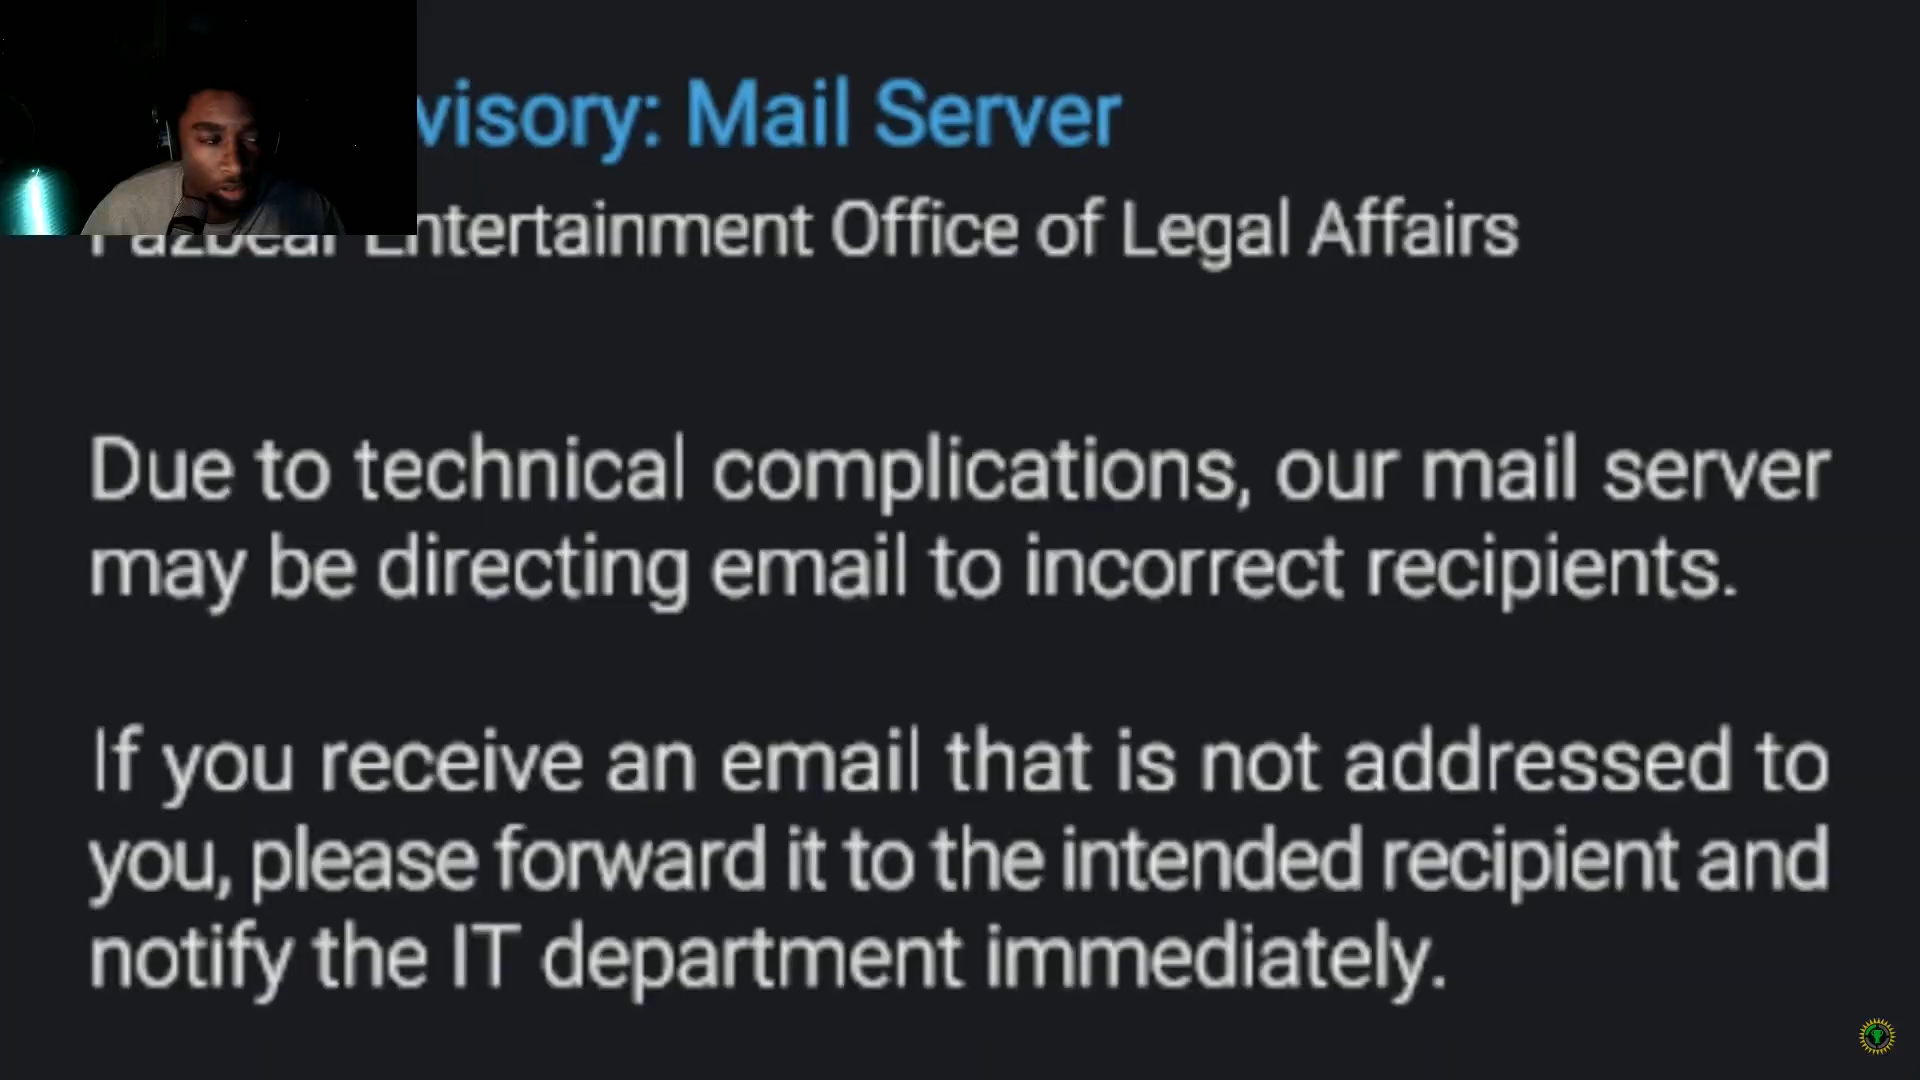 visory: Mail Server
Fazbear Entertainment Office of Legal Affairs
Due to technical complications, our mail server
may be directing email to incorrect recipients.
If you receive an email that is not addressed to
you, please forward it to the intended recipient and
notify the IT department immediately.